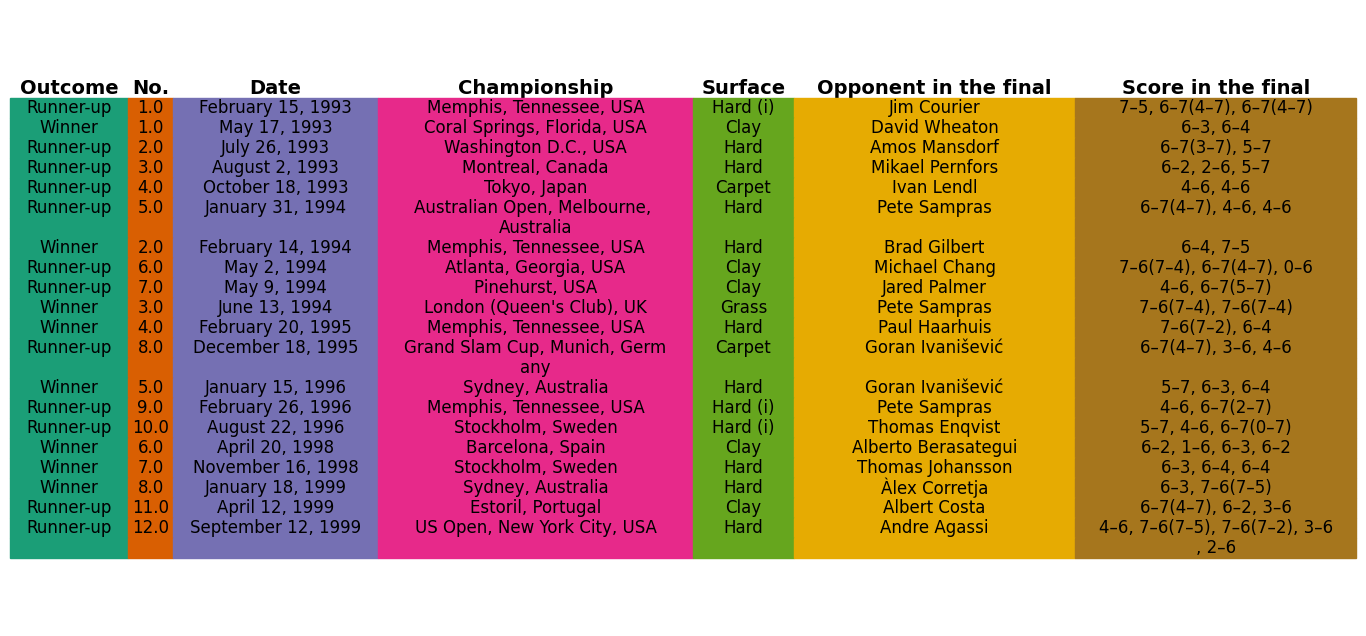 Outcome No. Date Championship Surface Opponent in the final Score in the final
Runner-up 1.0 February 15, 1993 Memphis, Tennessee, USA Hard (i) Jim Courier 7–5, 6–7(4–7), 6–7(4–7)
Winner 1.0 May 17, 1993 Coral Springs, Florida, USA Clay David Wheaton 6–3, 6–4
Runner-up 2.0 July 26, 1993 Washington D.C., USA Hard Amos Mansdorf 6–7(3–7), 5–7
Runner-up 3.0 August 2, 1993 Montreal, Canada Hard Mikael Pernfors 6–2, 2–6, 5–7
Runner-up 4.0 October 18, 1993 Tokyo, Japan Carpet Ivan Lendl 4–6, 4–6
Runner-up 5.0 January 31, 1994 Australian Open, Melbourne, Hard Pete Sampras 6–7(4–7), 4–6, 4–6
Australia
Winner 2.0 February 14, 1994 Memphis, Tennessee, USA Hard Brad Gilbert 6–4, 7–5
Runner-up 6.0 May 2, 1994 Atlanta, Georgia, USA Clay Michael Chang 7–6(7–4), 6–7(4–7), 0–6
Runner-up 7.0 May 9, 1994 Pinehurst, USA Clay Jared Palmer 4–6, 6–7(5–7)
Winner 3.0 June 13, 1994 London (Queen's Club), UK Grass Pete Sampras 7–6(7–4), 7–6(7–4)
Winner 4.0 February 20, 1995 Memphis, Tennessee, USA Hard Paul Haarhuis 7–6(7–2), 6–4
Runner-up 8.0 December 18, 1995 Grand Slam Cup, Munich, Germ Carpet Goran Ivanišević 6–7(4–7), 3–6, 4–6
any
Winner 5.0 January 15, 1996 Sydney, Australia Hard Goran Ivanišević 5–7, 6–3, 6–4
Runner-up 9.0 February 26, 1996 Memphis, Tennessee, USA Hard (i) Pete Sampras 4–6, 6–7(2–7)
Runner-up 10.0 August 22, 1996 Stockholm, Sweden Hard (i) Thomas Enqvist 5–7, 4–6, 6–7(0–7)
Winner 6.0 April 20, 1998 Barcelona, Spain Clay Alberto Berasategui 6–2, 1–6, 6–3, 6–2
Winner 7.0 November 16, 1998 Stockholm, Sweden Hard Thomas Johansson 6–3, 6–4, 6–4
Winner 8.0 January 18, 1999 Sydney, Australia Hard Àlex Corretja 6–3, 7–6(7–5)
Runner-up 11.0 April 12, 1999 Estoril, Portugal Clay Albert Costa 6–7(4–7), 6–2, 3–6
Runner-up 12.0 September 12, 1999 US Open, New York City, USA Hard Andre Agassi 4–6, 7–6(7–5), 7–6(7–2), 3–6
, 2–6